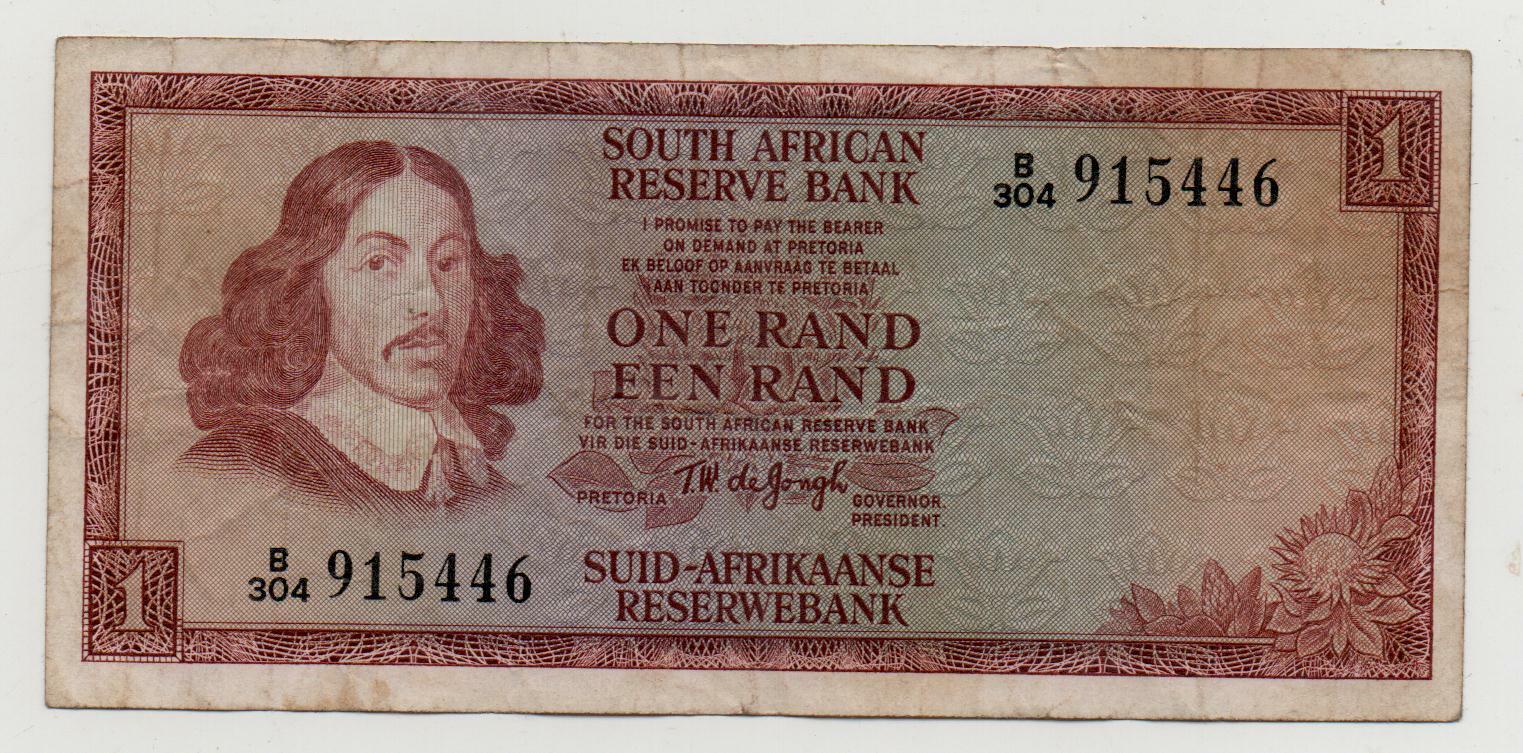 1
SOUTH AFRICAN
RESERVE BANK
B/304 915446
I PROMISE TO PAY THE BEARER
ON DEMAND AT PRETORIA
EK BELOOF OP AANVRAAG TE BETAAL
AAN TOONDER TE PRETORIA
ONE RAND
EEN RAND
FOR THE SOUTH AFRICAN RESERVE BANK
VIR DIE SUID-AFRIKAANSE RESERWEBANK
T.W. de Jongh
PRETORIA
GOVERNOR.
PRESIDENT.
B/304 915446
SUID-AFRIKAANSE
RESERWEBANK
1